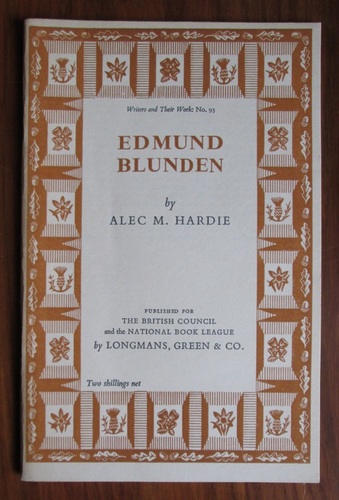 Writers and Their Work: No. 93
EDMUND
BLUNDEN
by
ALEC M. HARDIE
PUBLISHED FOR
THE BRITISH COUNCIL
and the NATIONAL BOOK LEAGUE
by LONGMANS, GREEN & CO.
Two shillings net